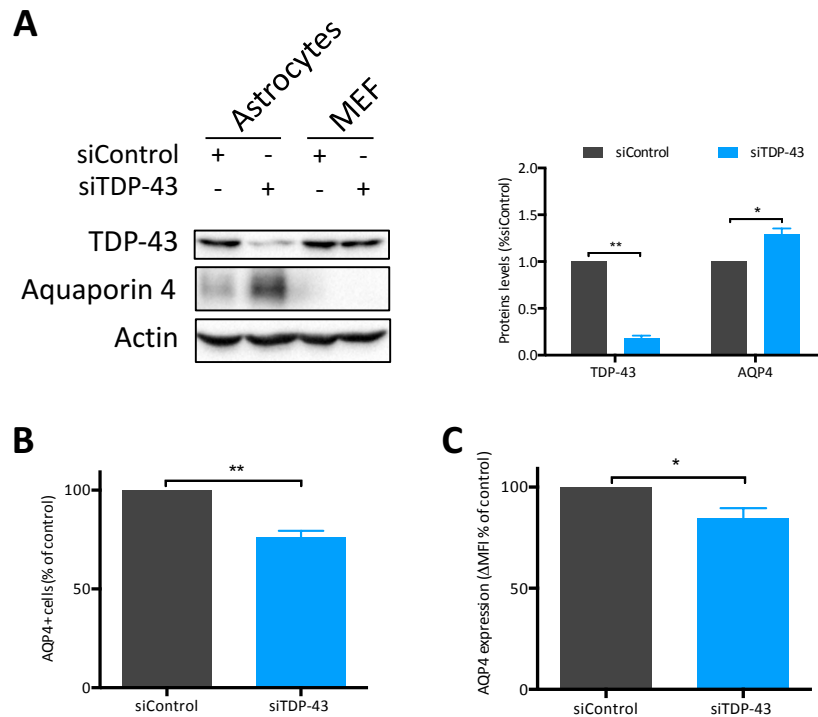 A
Astrocytes
MEF
siControl + - + -
siTDP-43 - + - +
TDP-43
Aquaporin 4
Actin
siControl
siTDP-43
Proteins levels (%siControl)
2.0
1.5
1.0
0.5
0.0
**
*
TDP-43
AQP4
B
AQP4+ cells (% of control)
100
50
0
**
siControl
siTDP-43
C
AQP4 expression (ΔMFI % of control)
100
50
0
*
siControl
siTDP-43